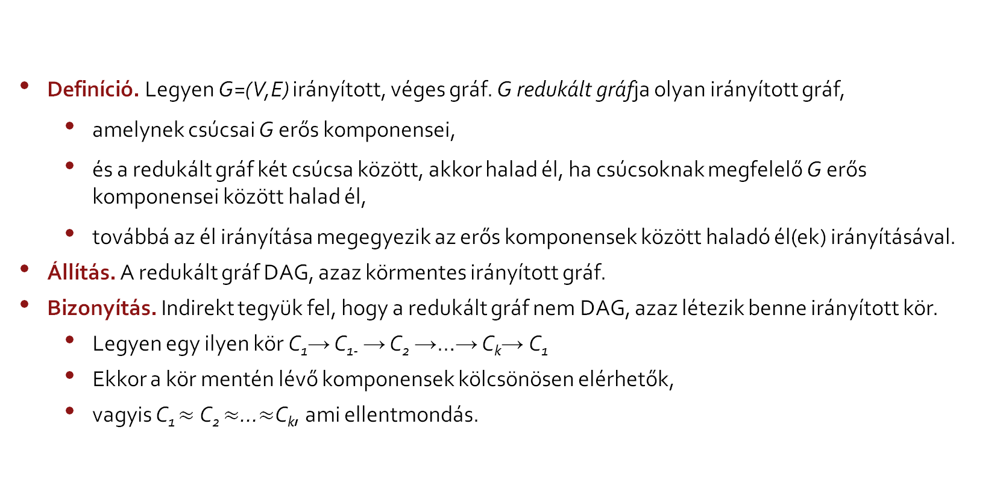 • Definíció. Legyen G=(V,E) irányított, véges gráf. G redukált gráfja olyan irányított gráf,
• amelynek csúcsai G erős komponensei,
• és a redukált gráf két csúcsa között, akkor halad él, ha csúcsoknak megfelelő G erős
komponensei között halad él,
• továbbá az él irányítása megegyezik az erős komponensek között haladó él(ek) irányításával.
• Állítás. A redukált gráf DAG, azaz körmentes irányított gráf.
• Bizonyítás. Indirekt tegyük fel, hogy a redukált gráf nem DAG, azaz létezik benne irányított kör.
• Legyen egy ilyen kör C₁→ C₁₋ → C₂ →...→ Cₖ→ C₁
• Ekkor a kör mentén lévő komponensek kölcsönösen elérhetők,
• vagyis C₁ ≈ C₂ ≈...≈Cₖ, ami ellentmondás.